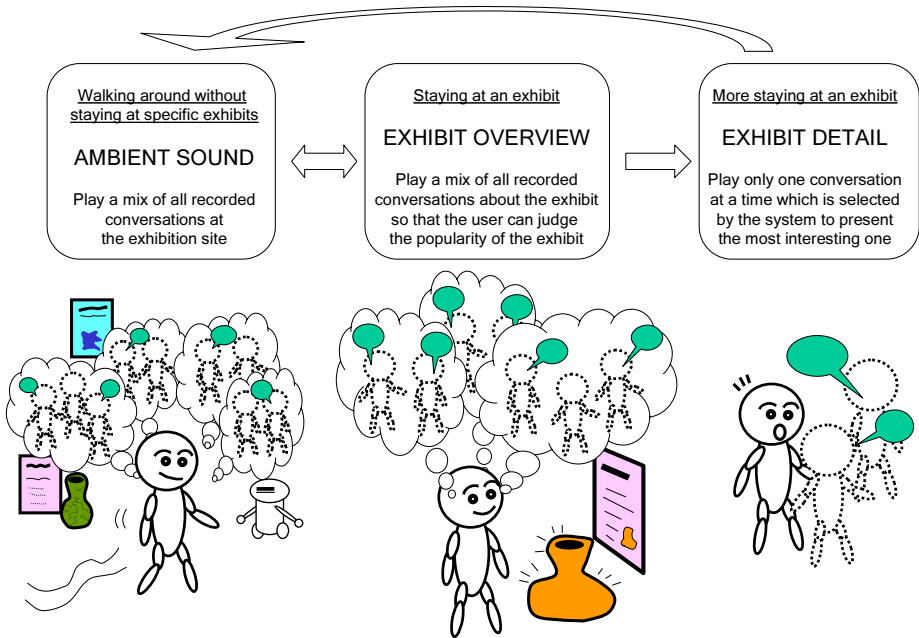 Walking around without
staying at specific exhibits
AMBIENT SOUND
Play a mix of all recorded
conversations at
the exhibition site
Staying at an exhibit
EXHIBIT OVERVIEW
Play a mix of all recorded
conversations about the exhibit
so that the user can judge
the popularity of the exhibit
More staying at an exhibit
EXHIBIT DETAIL
Play only one conversation
at a time which is selected
by the system to present
the most interesting one